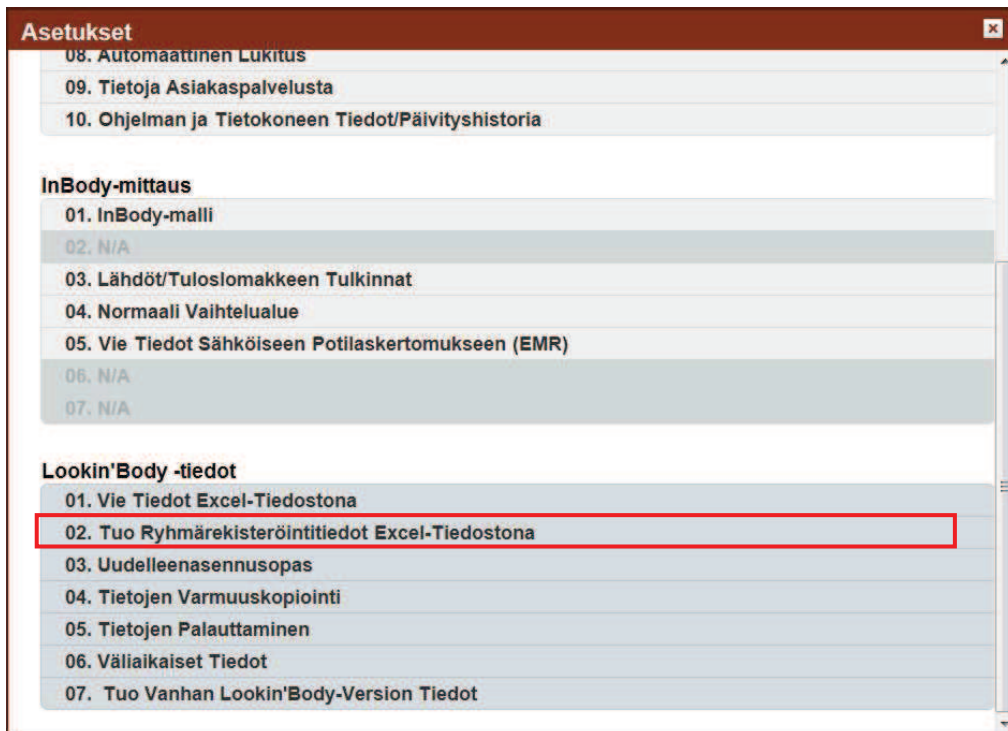 Asetukset
08. Automaattinen Lukitus
09. Tietoja Asiakaspalvelusta
10. Ohjelman ja Tietokoneen Tiedot/Päivityshistoria
InBody-mittaus
01. InBody-malli
02. N/A
03. Lähdöt/Tuloslomakkeen Tulkinnat
04. Normaali Vaihtelualue
05. Vie Tiedot Sähköiseen Potilaskertomukseen (EMR)
06. N/A
07. N/A
Lookin'Body -tiedot
01. Vie Tiedot Excel-Tiedostona
02. Tuo Ryhmärekisteröintitiedot Excel-Tiedostona
03. Uudelleenasennusopas
04. Tietojen Varmuuskopiointi
05. Tietojen Palauttaminen
06. Väliaikaiset Tiedot
07. Tuo Vanhan Lookin'Body-Version Tiedot